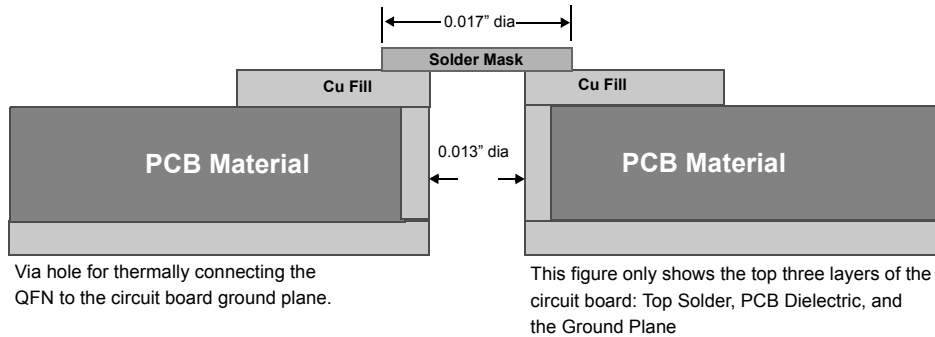 0.017” dia
Solder Mask
Cu Fill
Cu Fill
PCB Material
0.013” dia
PCB Material
Via hole for thermally connecting the
QFN to the circuit board ground plane.
This figure only shows the top three layers of the
circuit board: Top Solder, PCB Dielectric, and
the Ground Plane